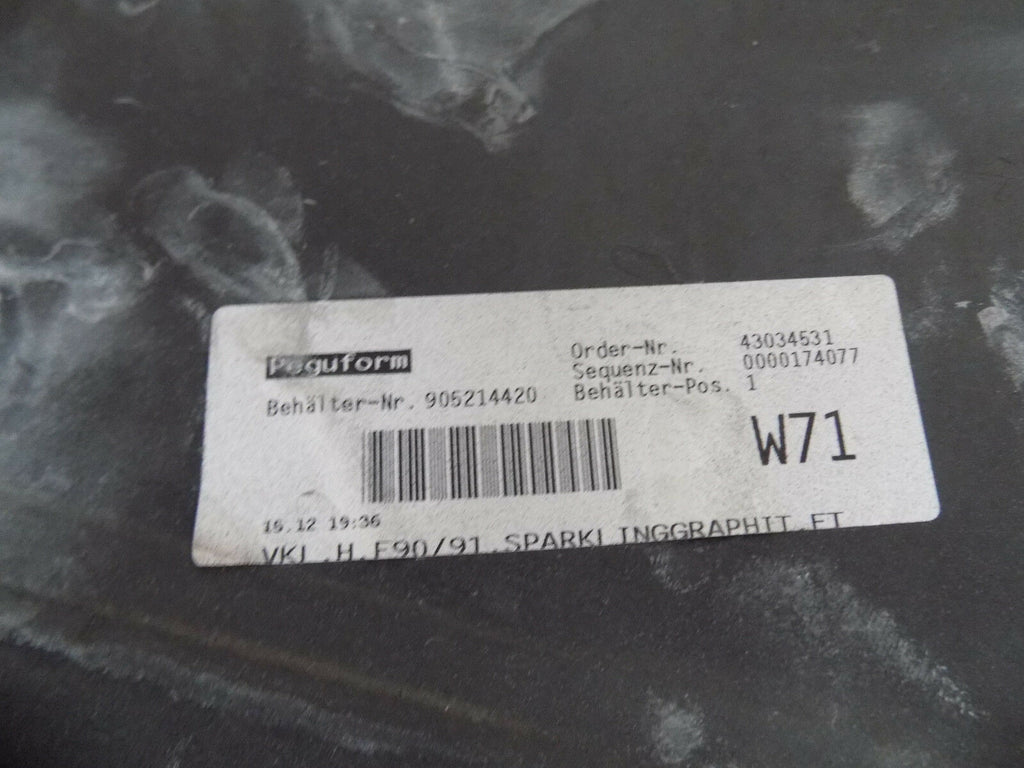 Peguform
Order-Nr. 43034531
Sequenz-Nr. 0000174077
Behälter-Nr. 905214420
Behälter-Pos. 1
W71
16.12 19:36
VKL.H.E90/91.SPARKLINGGRAPHIT.ET